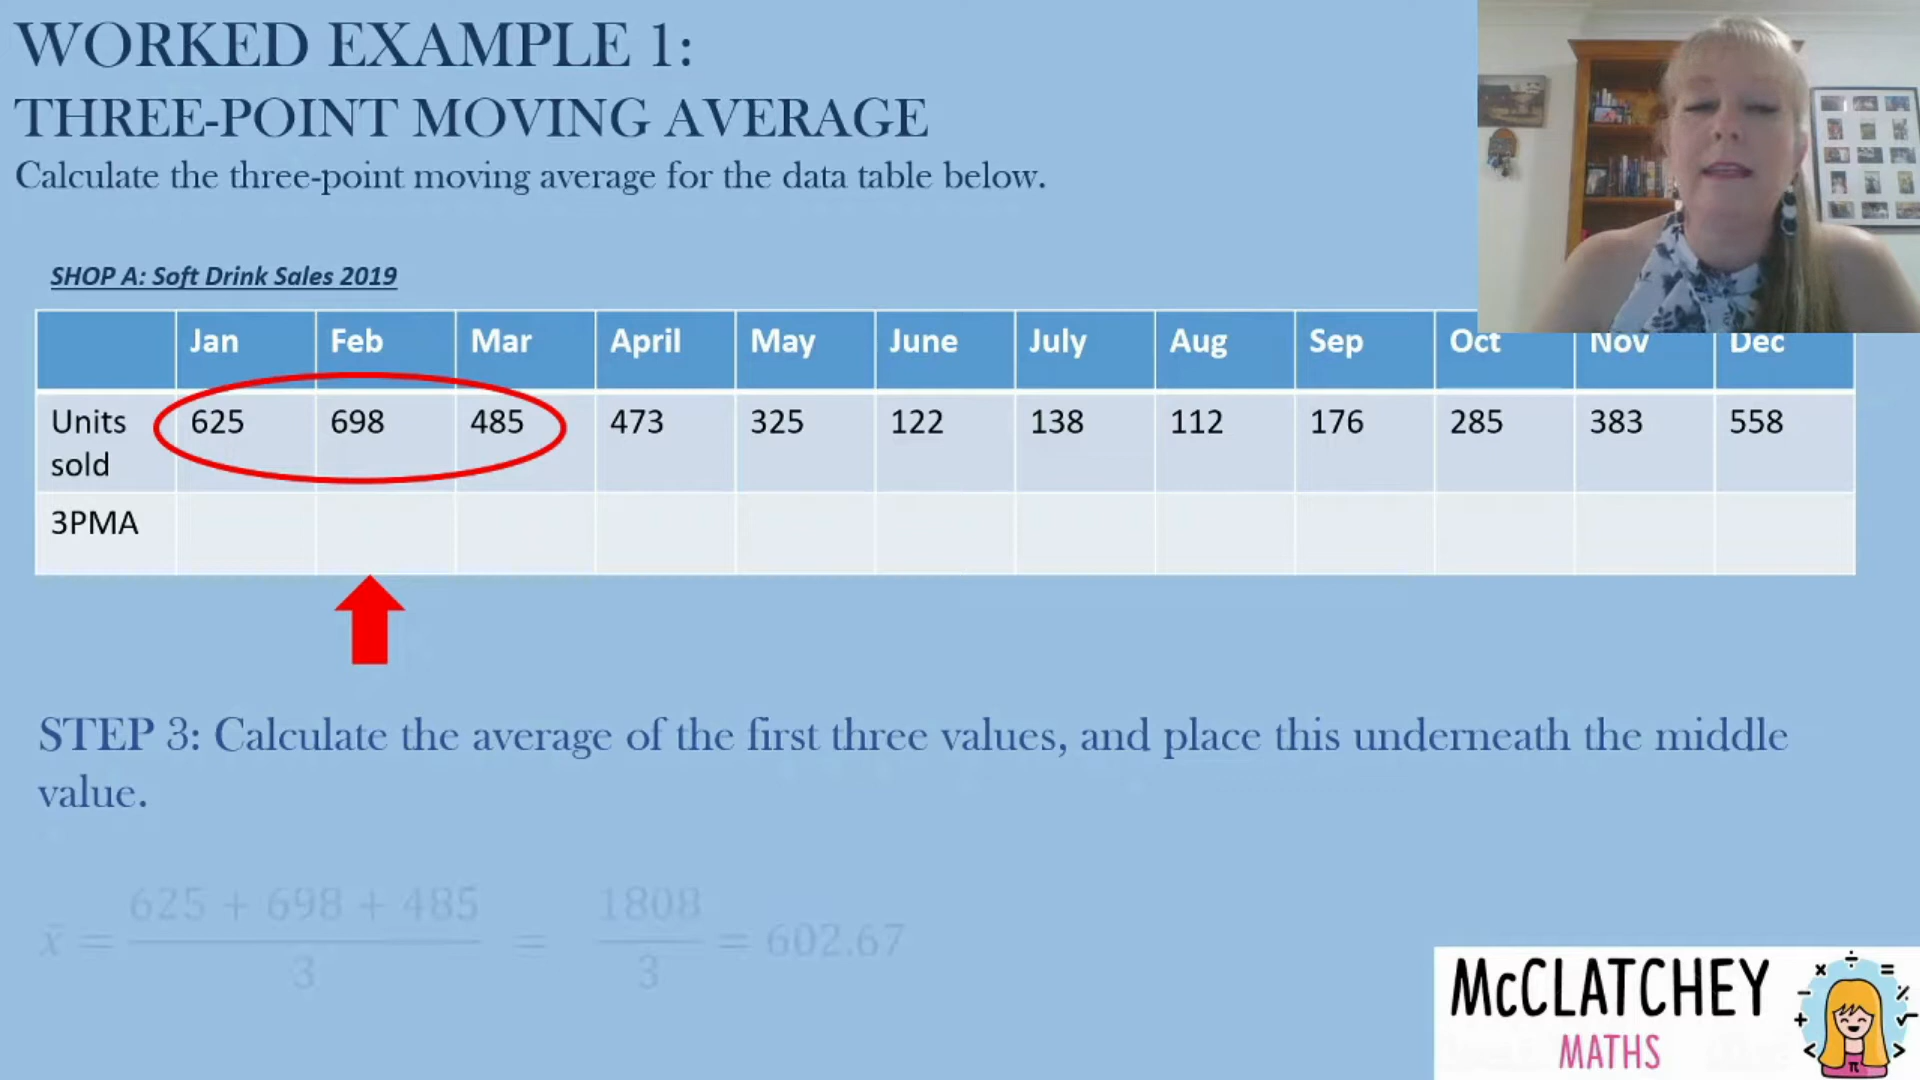 WORKED EXAMPLE 1:
THREE-POINT MOVING AVERAGE
Calculate the three-point moving average for the data table below.
SHOP A: Soft Drink Sales 2019
Jan Feb Mar April May June July Aug Sep Oct Nov Dec
Units sold 625 698 485 473 325 122 138 112 176 285 383 558
3PMA
STEP 3: Calculate the average of the first three values, and place this underneath the middle
value.
x̄ = (625 + 698 + 485)/3 = 1808/3 = 602.67
McCLATCHEY
MATHS